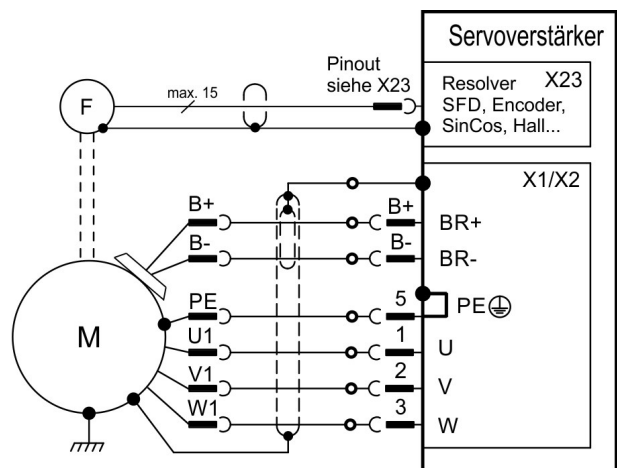 Servoverstärker
Pinout
siehe X23
Resolver X23
SFD, Encoder,
SinCos, Hall...
F
max. 15
X1/X2
B+ B+ BR+
B- B- BR-
PE 5 PE
M
U1 1 U
V1 2 V
W1 3 W